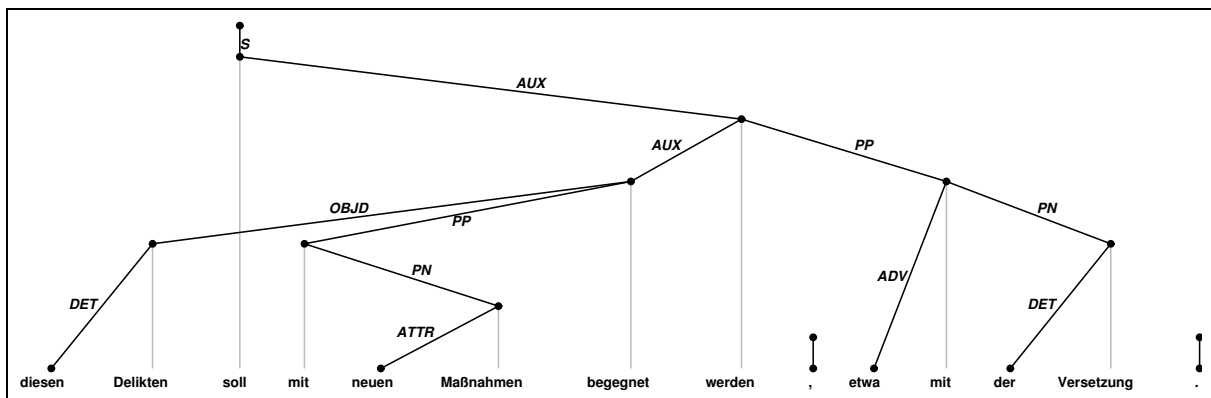 S
AUX
AUX PP
OBJD PP PN
PN ADV
DET ATTR DET
diesen Delikten soll mit neuen Maßnahmen begegnet werden , etwa mit der Versetzung .